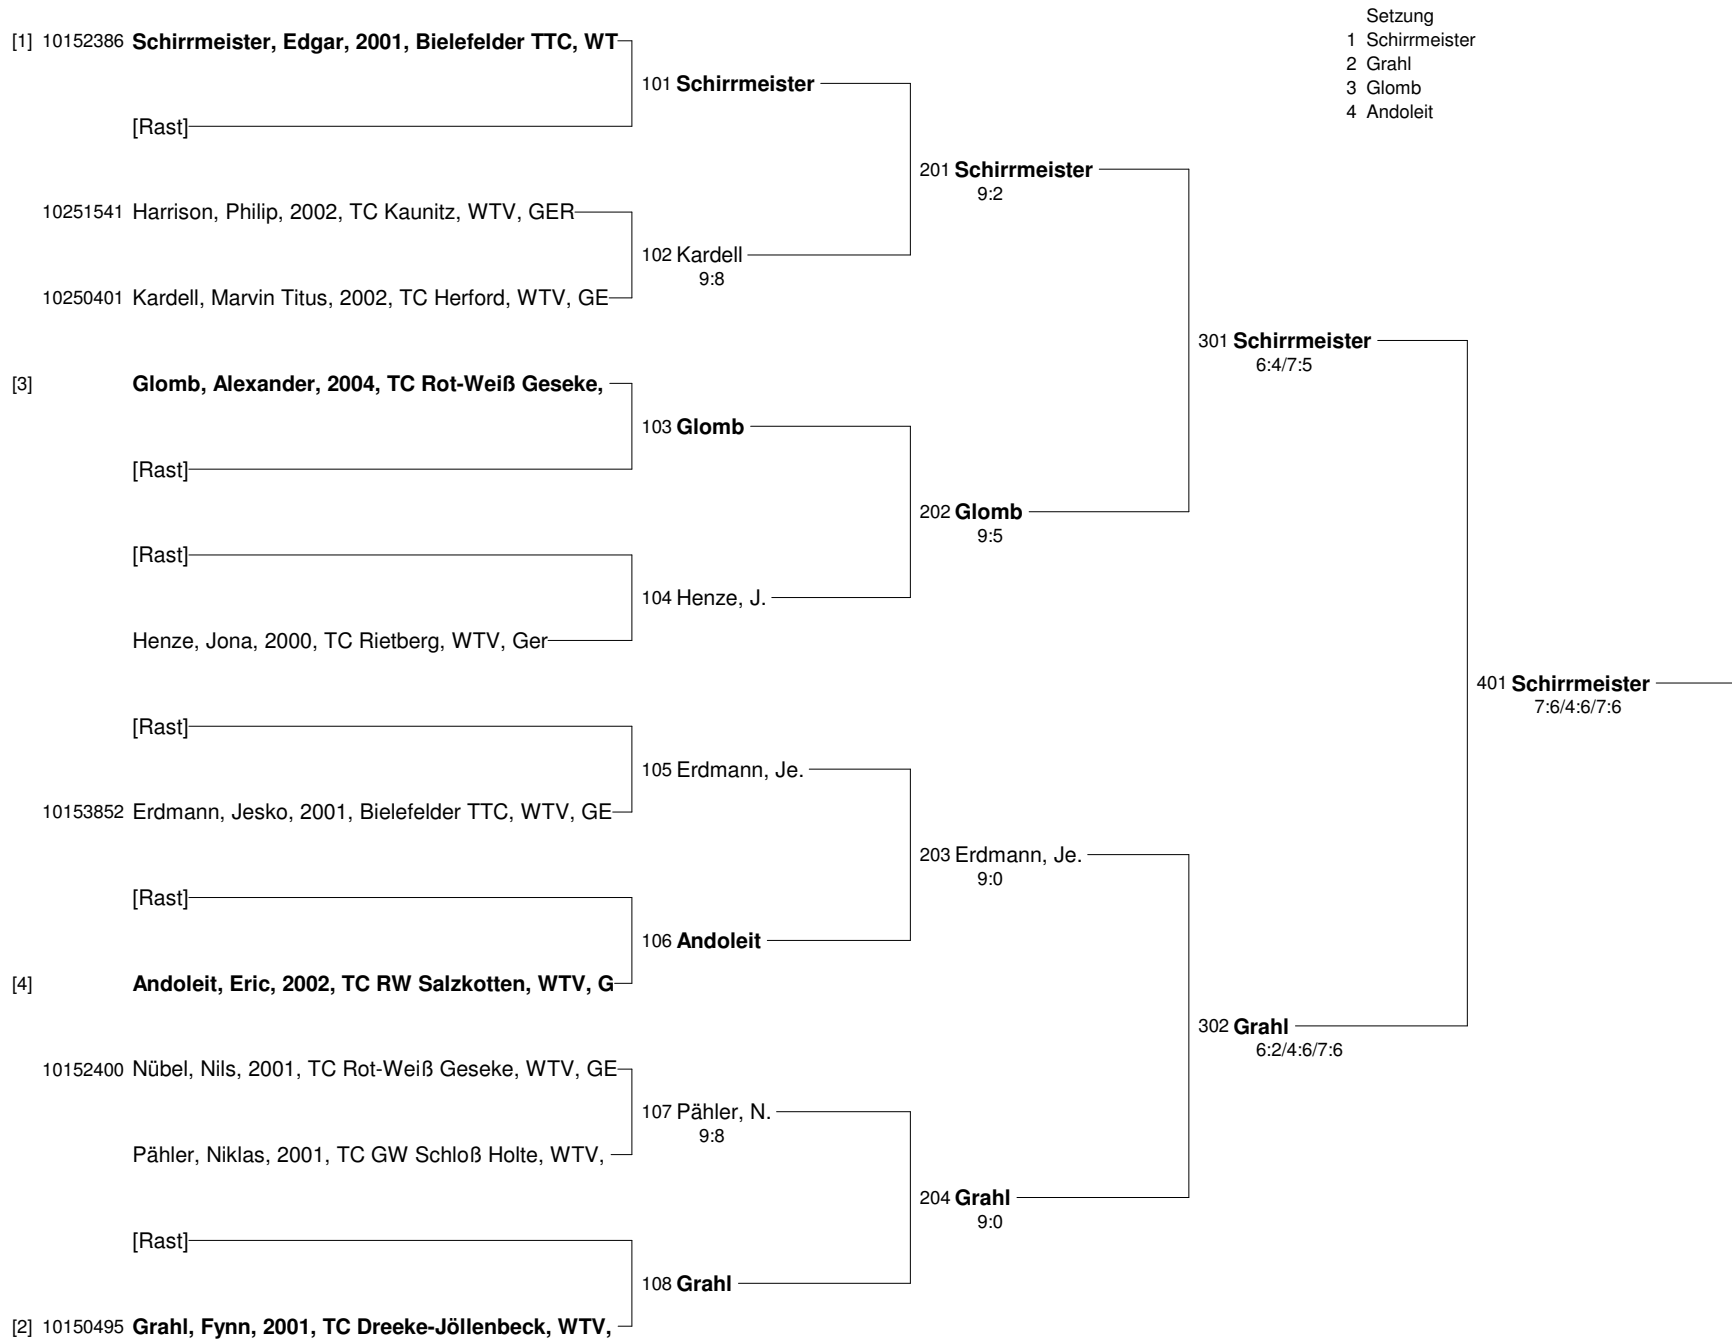 Setzung
1 Schirrmeister
2 Grahl
3 Glomb
4 Andoleit
[1] 10152386 Schirrmeister, Edgar, 2001, Bielefelder TTC, WT
101 Schirrmeister
[Rast]
201 Schirrmeister
9:2
10251541 Harrison, Philip, 2002, TC Kaunitz, WTV, GER
102 Kardell
9:8
10250401 Kardell, Marvin Titus, 2002, TC Herford, WTV, GE
301 Schirrmeister
6:4/7:5
[3] Glomb, Alexander, 2004, TC Rot-Weiß Geseke,
103 Glomb
[Rast]
202 Glomb
9:5
[Rast]
104 Henze, J.
Henze, Jona, 2000, TC Rietberg, WTV, Ger
401 Schirrmeister
7:6/4:6/7:6
[Rast]
105 Erdmann, Je.
10153852 Erdmann, Jesko, 2001, Bielefelder TTC, WTV, GE
203 Erdmann, Je.
9:0
[Rast]
106 Andoleit
[4] Andoleit, Eric, 2002, TC RW Salzkotten, WTV, G
302 Grahl
6:2/4:6/7:6
10152400 Nübel, Nils, 2001, TC Rot-Weiß Geseke, WTV, GE
107 Pähler, N.
9:8
Pähler, Niklas, 2001, TC GW Schloß Holte, WTV,
204 Grahl
9:0
[Rast]
108 Grahl
[2] 10150495 Grahl, Fynn, 2001, TC Dreeke-Jöllenbeck, WTV,